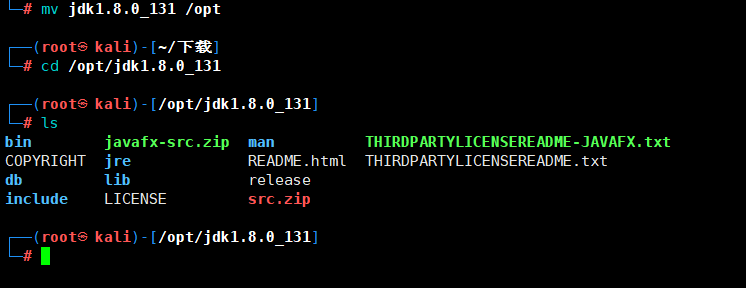 └─# mv jdk1.8.0_131 /opt
┌──(root㉿kali)-[~/下载]
└─# cd /opt/jdk1.8.0_131
┌──(root㉿kali)-[/opt/jdk1.8.0_131]
└─# ls
bin javafx-src.zip man THIRDPARTYLICENSEREADME-JAVAFX.txt
COPYRIGHT jre README.html THIRDPARTYLICENSEREADME.txt
db lib release
include LICENSE src.zip
┌──(root㉿kali)-[/opt/jdk1.8.0_131]
└─#